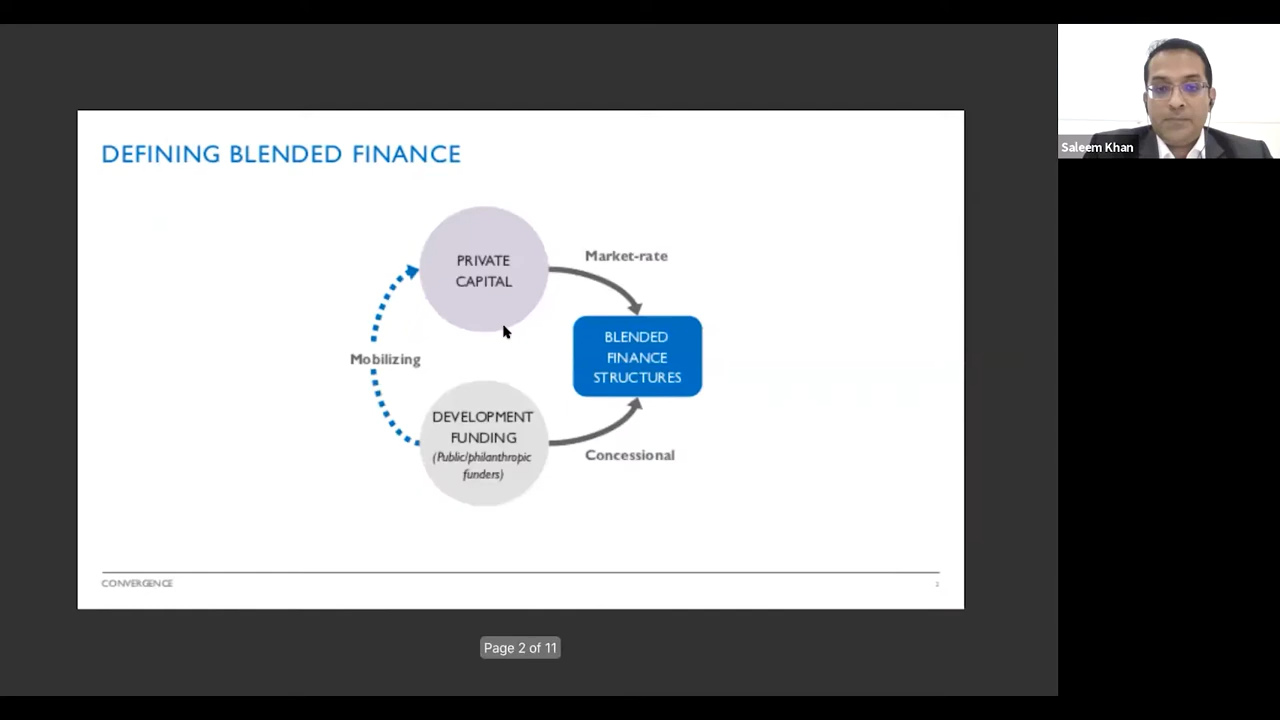 DEFINING BLENDED FINANCE
PRIVATE
CAPITAL
Market-rate
BLENDED
FINANCE
STRUCTURES
Mobilizing
DEVELOPMENT
FUNDING
(Public/philanthropic
funders)
Concessional
CONVERGENCE
2
Page 2 of 11
Saleem Khan